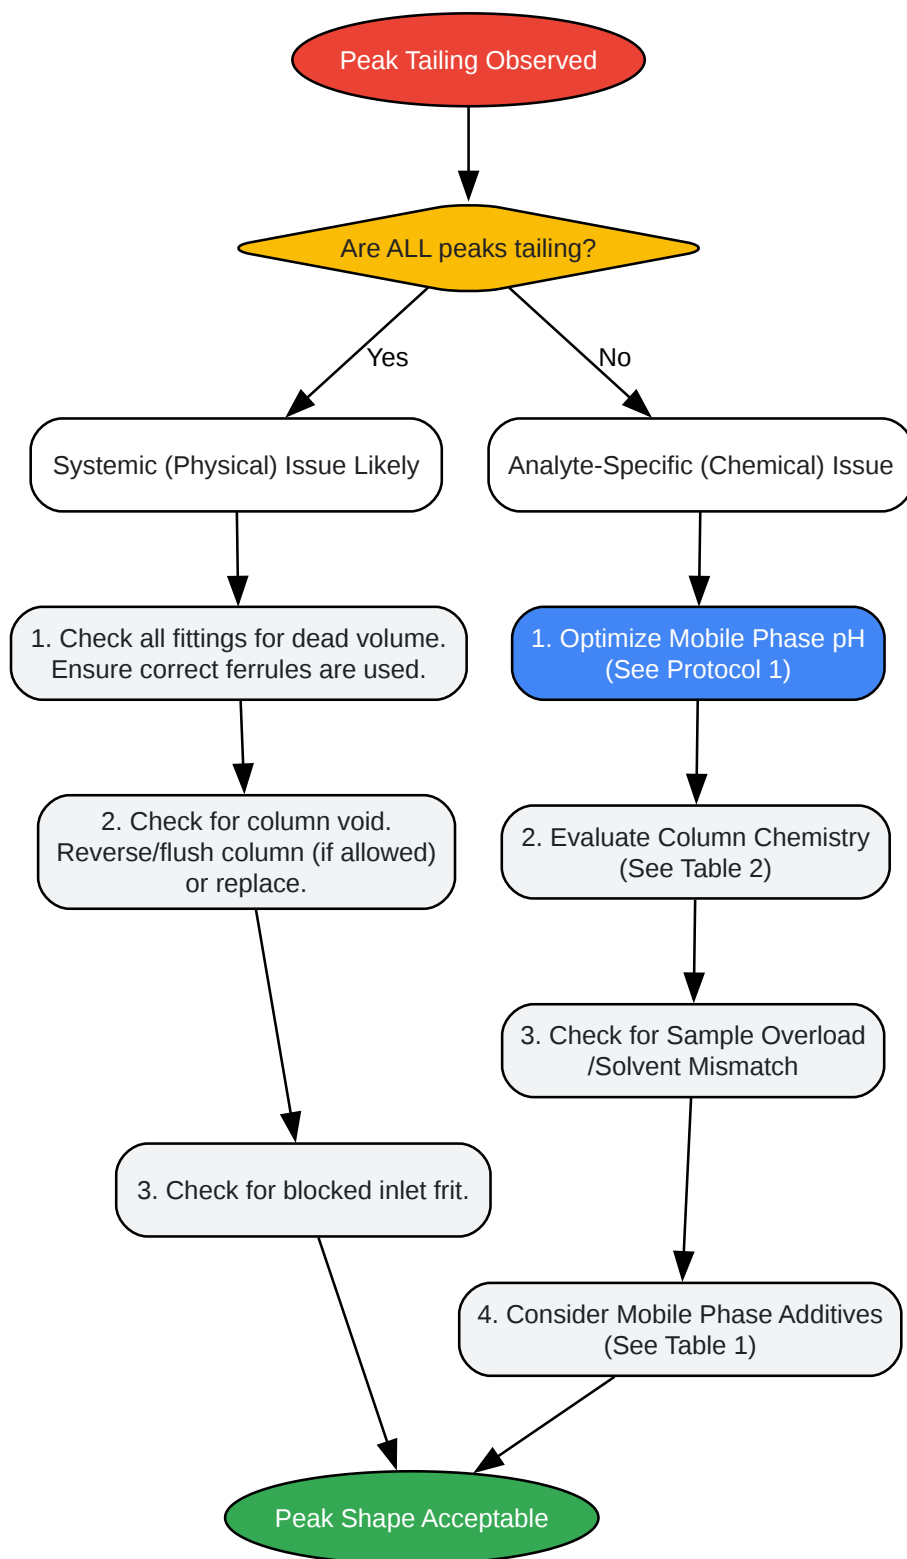 Peak Tailing Observed
Are ALL peaks tailing?
Yes
No
Systemic (Physical) Issue Likely
Analyte-Specific (Chemical) Issue
1. Check all fittings for dead volume.
Ensure correct ferrules are used.
1. Optimize Mobile Phase pH
(See Protocol 1)
2. Check for column void.
Reverse/flush column (if allowed)
or replace.
2. Evaluate Column Chemistry
(See Table 2)
3. Check for Sample Overload
/Solvent Mismatch
3. Check for blocked inlet frit.
4. Consider Mobile Phase Additives
(See Table 1)
Peak Shape Acceptable